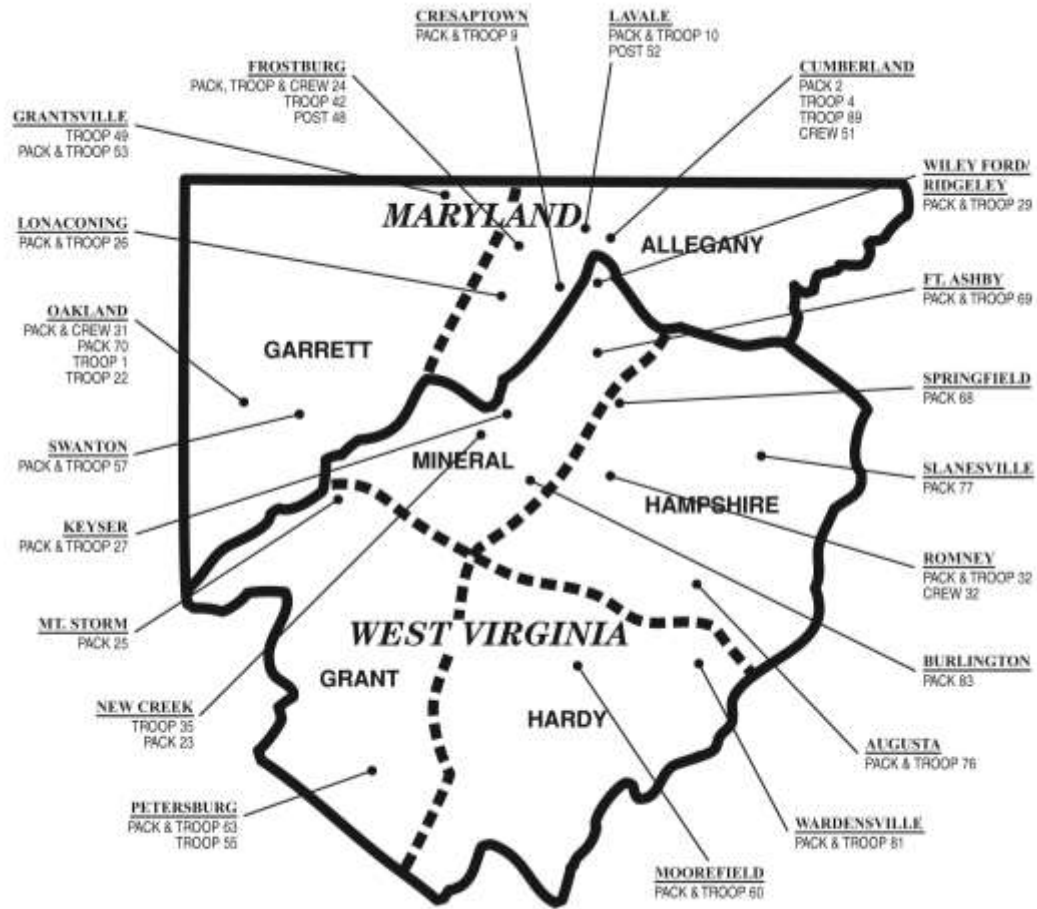 CRESAPTOWN
PACK & TROOP 9
LAVALE
PACK & TROOP 10
POST 52
FROSTBURG
PACK, TROOP & CREW 24
TROOP 42
POST 48
CUMBERLAND
PACK 2
TROOP 4
TROOP 89
CREW 51
GRANTSVILLE
TROOP 49
PACK & TROOP 53
WILEY FORD/
RIDGELEY
PACK & TROOP 29
LONACONING
PACK & TROOP 26
MARYLAND
ALLEGANY
FT. ASHBY
PACK & TROOP 69
OAKLAND
PACK & CREW 31
PACK 70
TROOP 1
TROOP 22
GARRETT
SPRINGFIELD
PACK 68
SWANTON
PACK & TROOP 57
MINERAL
SLANESVILLE
PACK 77
KEYSER
PACK & TROOP 27
HAMPSHIRE
ROMNEY
PACK & TROOP 32
CREW 32
MT. STORM
PACK 25
WEST VIRGINIA
BURLINGTON
PACK 83
GRANT
NEW CREEK
TROOP 35
PACK 23
HARDY
AUGUSTA
PACK & TROOP 76
PETERSBURG
PACK & TROOP 63
TROOP 55
WARDENSVILLE
PACK & TROOP 81
MOOREFIELD
PACK & TROOP 60